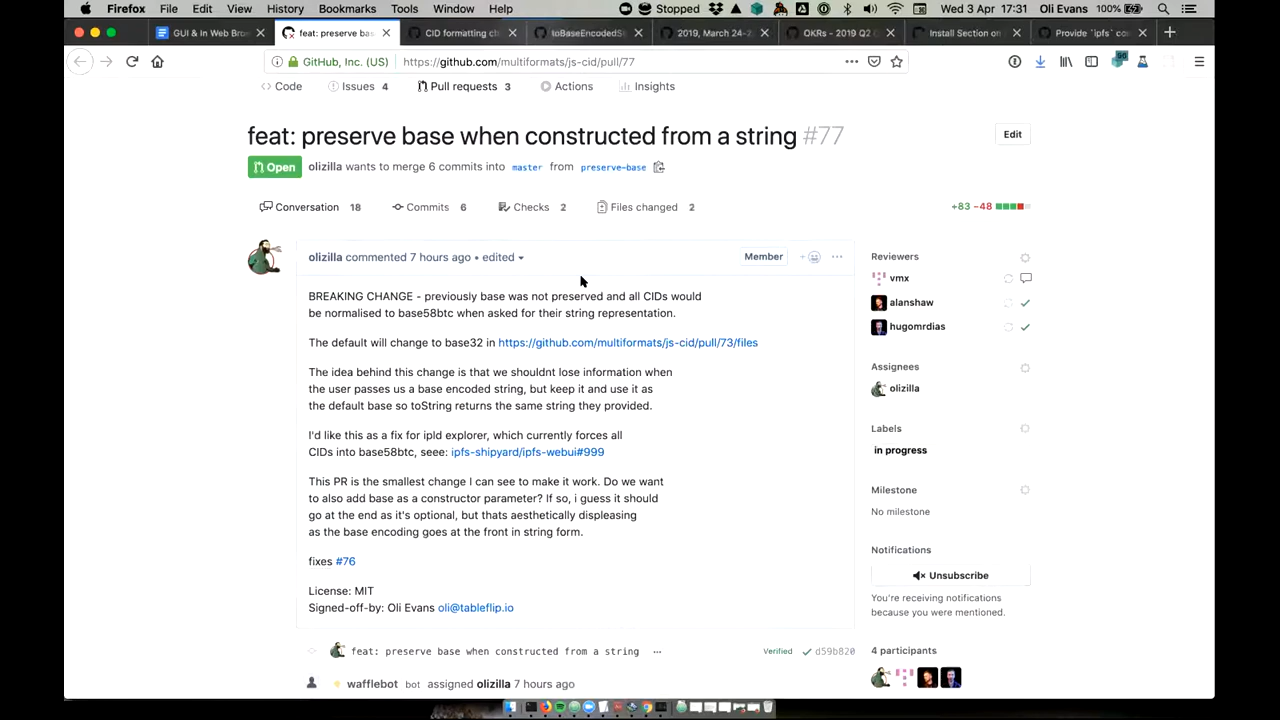 Firefox File Edit View History Bookmarks Tools Window Help Stopped Wed 3 Apr 17:31 Oli Evans 100%
GUI & In Web Brow feat: preserve bas CID formatting ch toBaseEncodedS 2019, March 24-2 OKRs - 2019 Q2 Install Section on Provide `ipfs` co
GitHub, Inc. (US) https://github.com/multiformats/js-cid/pull/77
Code Issues 4 Pull requests 3 Actions Insights
feat: preserve base when constructed from a string #77 Edit
Open olizilla wants to merge 6 commits into master from preserve-base
Conversation 18 Commits 6 Checks 2 Files changed 2 +83 -48
olizilla commented 7 hours ago • edited Member
BREAKING CHANGE - previously base was not preserved and all CIDs would
be normalised to base58btc when asked for their string representation.
The default will change to base32 in https://github.com/multiformats/js-cid/pull/73/files
The idea behind this change is that we shouldnt lose information when
the user passes us a base encoded string, but keep it and use it as
the default base so toString returns the same string they provided.
I'd like this as a fix for ipld explorer, which currently forces all
CIDs into base58btc, seee: ipfs-shipyard/ipfs-webui#999
This PR is the smallest change I can see to make it work. Do we want
to also add base as a constructor parameter? If so, i guess it should
go at the end as it's optional, but thats aesthetically displeasing
as the base encoding goes at the front in string form.
fixes #76
License: MIT
Signed-off-by: Oli Evans oli@tableflip.io
feat: preserve base when constructed from a string ... Verified d59b820
wafflebot bot assigned olizilla 7 hours ago
Reviewers
vmx
alanshaw
hugomrdias
Assignees
olizilla
Labels
in progress
Milestone
No milestone
Notifications
Unsubscribe
You're receiving notifications
because you were mentioned.
4 participants